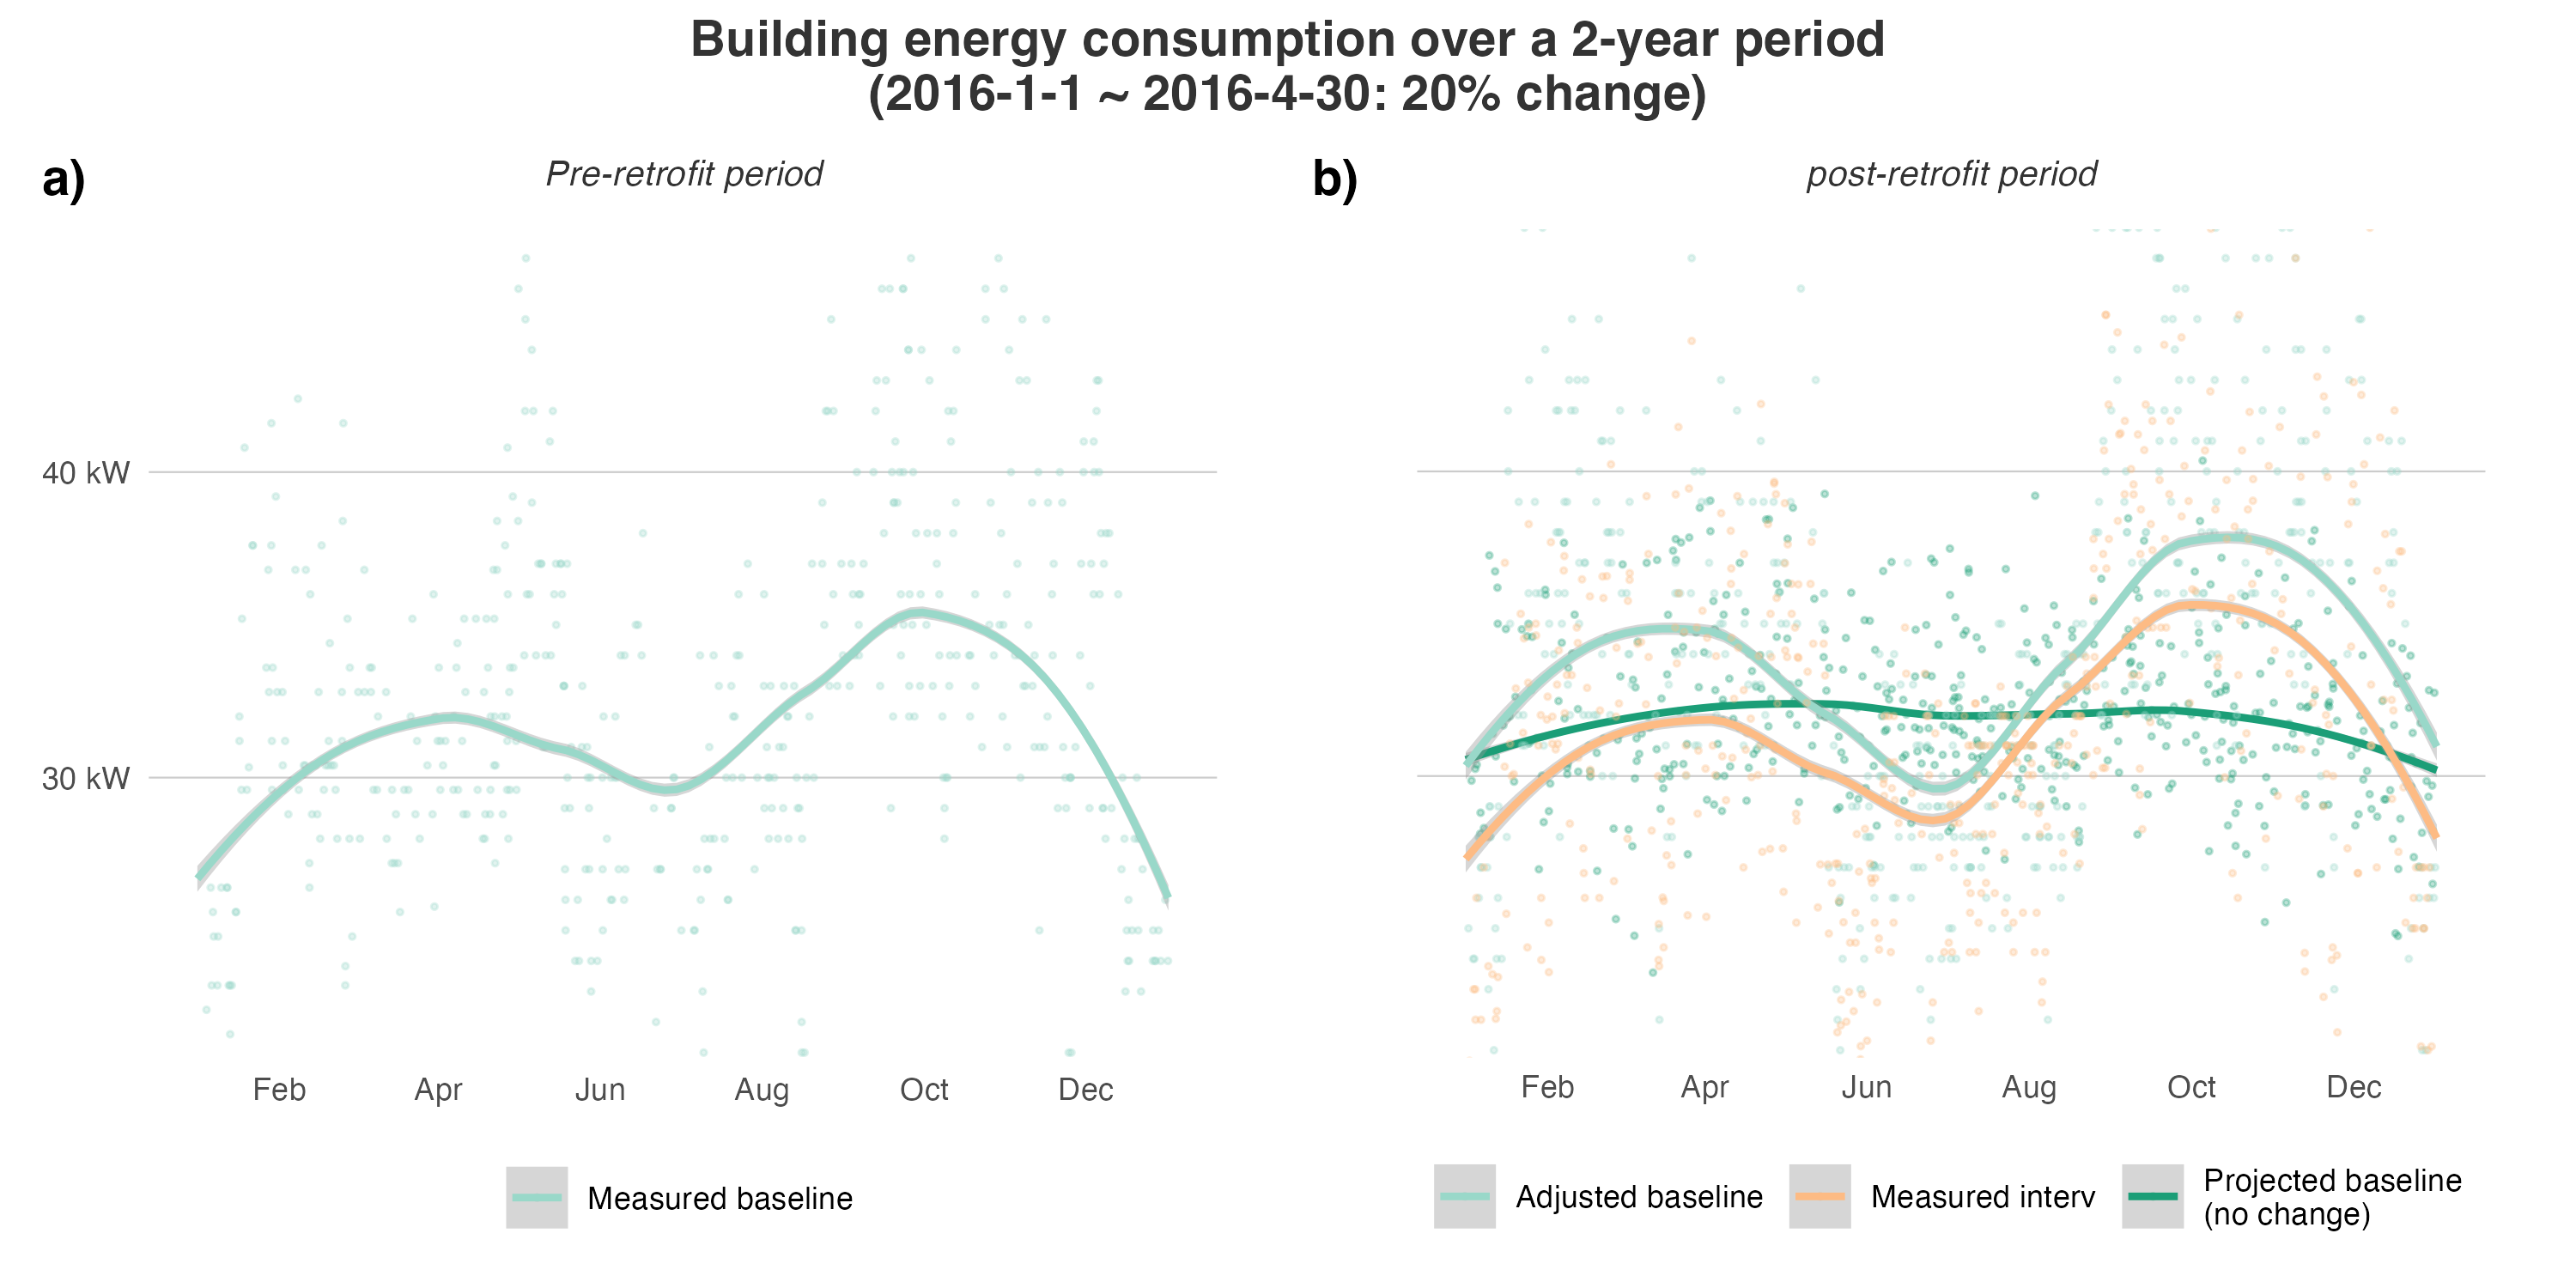 Building energy consumption over a 2-year period
(2016-1-1 ~ 2016-4-30: 20% change)
a)
Pre-retrofit period
40 kW
30 kW
Feb Apr Jun Aug Oct Dec
Measured baseline
b)
post-retrofit period
Feb Apr Jun Aug Oct Dec
Adjusted baseline
Measured interv
Projected baseline
(no change)